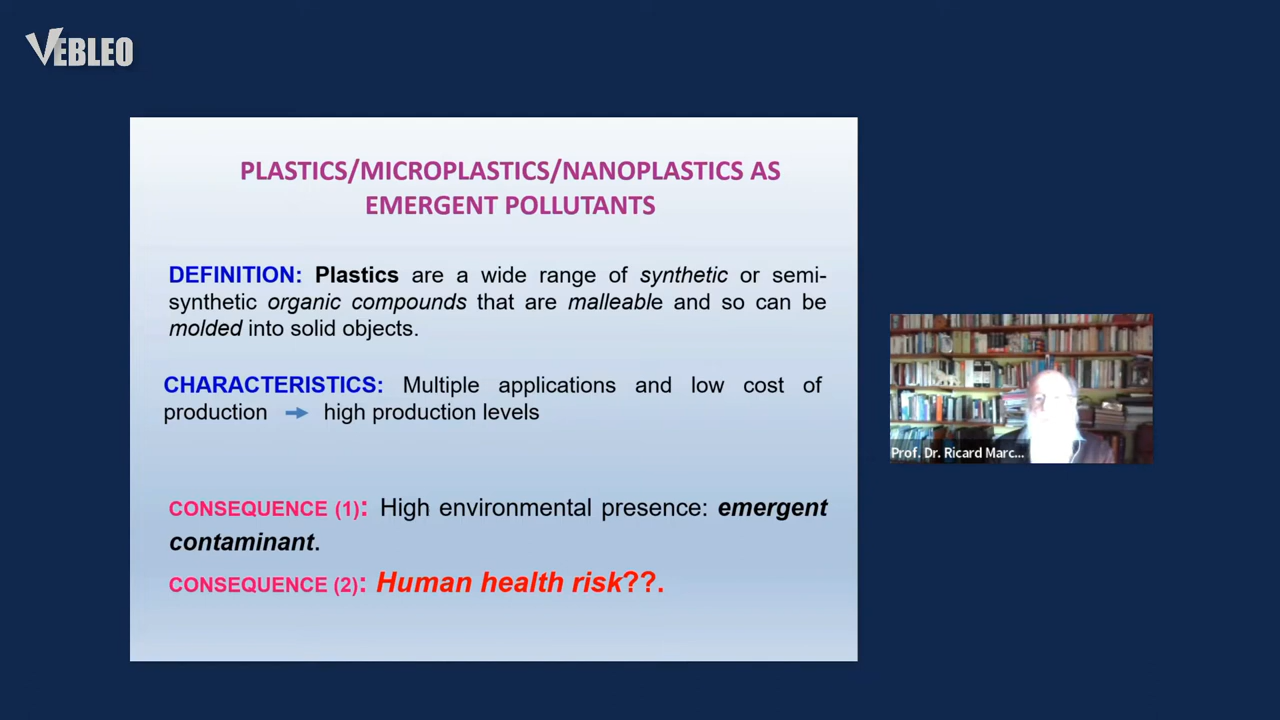 VEBLEO
PLASTICS/MICROPLASTICS/NANOPLASTICS AS
EMERGENT POLLUTANTS
DEFINITION: Plastics are a wide range of synthetic or semi-
synthetic organic compounds that are malleable and so can be
molded into solid objects.
CHARACTERISTICS: Multiple applications and low cost of
production → high production levels
CONSEQUENCE (1): High environmental presence: emergent
contaminant.
CONSEQUENCE (2): Human health risk??.
Prof. Dr. Ricard Marc...